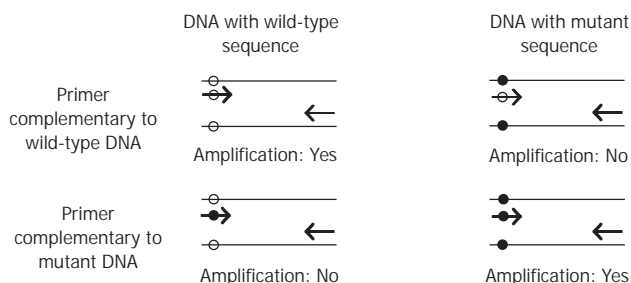 DNA with wild-type
sequence
DNA with mutant
sequence
Primer
complementary to
wild-type DNA
Amplification: Yes
Amplification: No
Primer
complementary to
mutant DNA
Amplification: No
Amplification: Yes